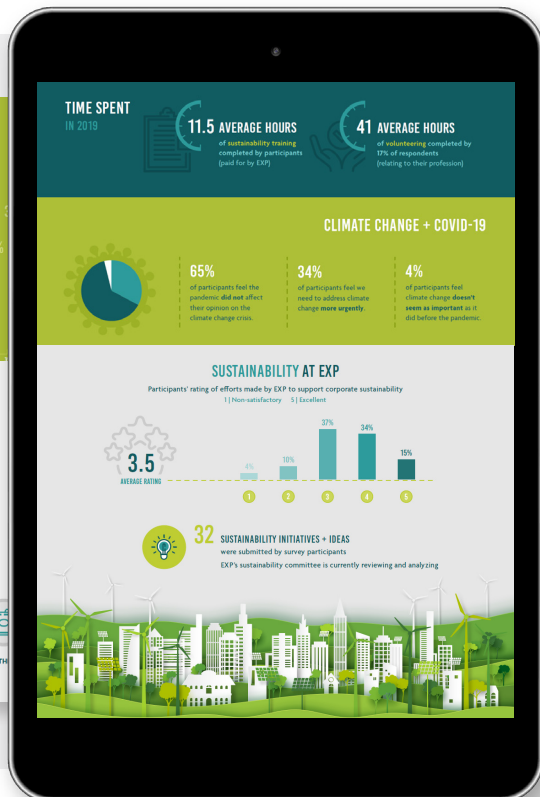 TIME SPENT
IN 2019
11.5 AVERAGE HOURS
of sustainability training
completed by participants
(paid for by EXP)
41 AVERAGE HOURS
of volunteering completed by
17% of respondents
(relating to their profession)
CLIMATE CHANGE + COVID-19
65%
of participants feel the
pandemic did not affect
their opinion on the
climate change crisis.
34%
of participants feel we
need to address climate
change more urgently.
4%
of participants feel
climate change doesn't
seem as important as it
did before the pandemic.
SUSTAINABILITY AT EXP
Participants' rating of efforts made by EXP to support corporate sustainability
1 | Non-satisfactory 5 | Excellent
3.5
AVERAGE RATING
4%
10%
37%
34%
15%
1 2 3 4 5
32 SUSTAINABILITY INITIATIVES + IDEAS
were submitted by survey participants
EXP's sustainability committee is currently reviewing and analyzing